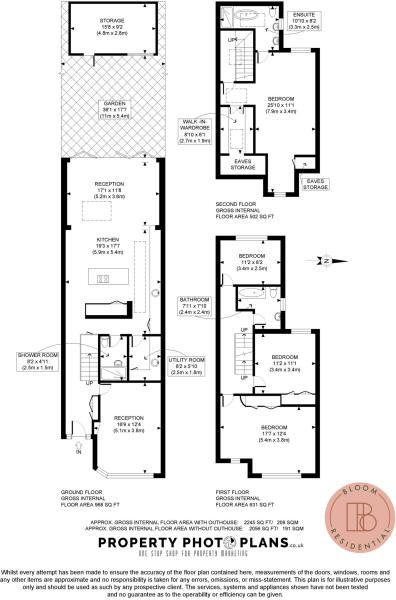 STORAGE
15'8 x 9'2
(4.8m x 2.8m)
GARDEN
36'1 x 17'7
(11m x 5.4m)
RECEPTION
17'1 x 11'8
(5.2m x 3.6m)
KITCHEN
19'3 x 17'7
(5.9m x 5.4m)
SHOWER ROOM
8'2 x 4'11
(2.5m x 1.5m)
UP
UTILITY ROOM
8'2 x 5'10
(2.5m x 1.8m)
RECEPTION
16'9 x 12'4
(5.1m x 3.8m)
IN
GROUND FLOOR
GROSS INTERNAL
FLOOR AREA 968 SQ FT
ENSUITE
10'10 x 8'2
(3.3m x 2.5m)
UP
BEDROOM
25'10 x 11'1
(7.9m x 3.4m)
WALK -IN-
WARDROBE
8'10 x 6'1
(2.7m x 1.9m)
EAVES
STORAGE
EAVES
STORAGE
SECOND FLOOR
GROSS INTERNAL
FLOOR AREA 502 SQ FT
BEDROOM
11'2 x 8'2
(3.4m x 2.5m)
N
BATHROOM
7'11 x 7'10
(2.4m x 2.4m)
UP
UP
BEDROOM
11'2 x 11'1
(3.4m x 3.4m)
BEDROOM
17'7 x 12'4
(5.4m x 3.8m)
FIRST FLOOR
GROSS INTERNAL
FLOOR AREA 631 SQ FT
BLOOM
B
RESIDENTIAL
APPROX. GROSS INTERNAL FLOOR AREA WITH OUTHOUSE: 2245 SQ FT/ 209 SQM
APPROX. GROSS INTERNAL FLOOR AREA WITHOUT OUTHOUSE: 2056 SQ FT/ 191 SQM
PROPERTY PHOTO PLANS.co.uk
ONE STOP SHOP FOR PROPERTY MARKETING
Whilst every attempt has been made to ensure the accuracy of the floor plan contained here, measurements of the doors, windows, rooms and
any other items are approximate and no responsibility is taken for any errors, omissions, or miss-statement. This plan is for illustrative purposes
only and should be used as such by any prospective client. The services, systems and appliances shown have not been tested
and no guarantee as to the operability or efficiency can be given.